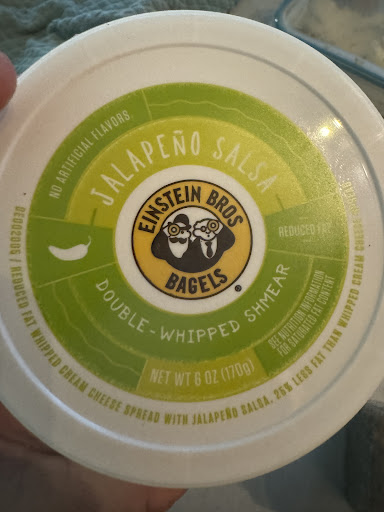 NO ARTIFICIAL FLAVORS
JALAPEÑO SALSA
EINSTEIN BROS
BAGELS
®
REDUCED FAT
DOUBLE-WHIPPED SHMEAR
SEE NUTRITION INFORMATION
FOR SATURATED FAT CONTENT
NET WT 6 OZ (170g)
REDUCED FAT WHIPPED CREAM CHEESE SPREAD WITH JALAPEÑO SALSA, 25% LESS FAT THAN WHIPPED CREAM CHEESE